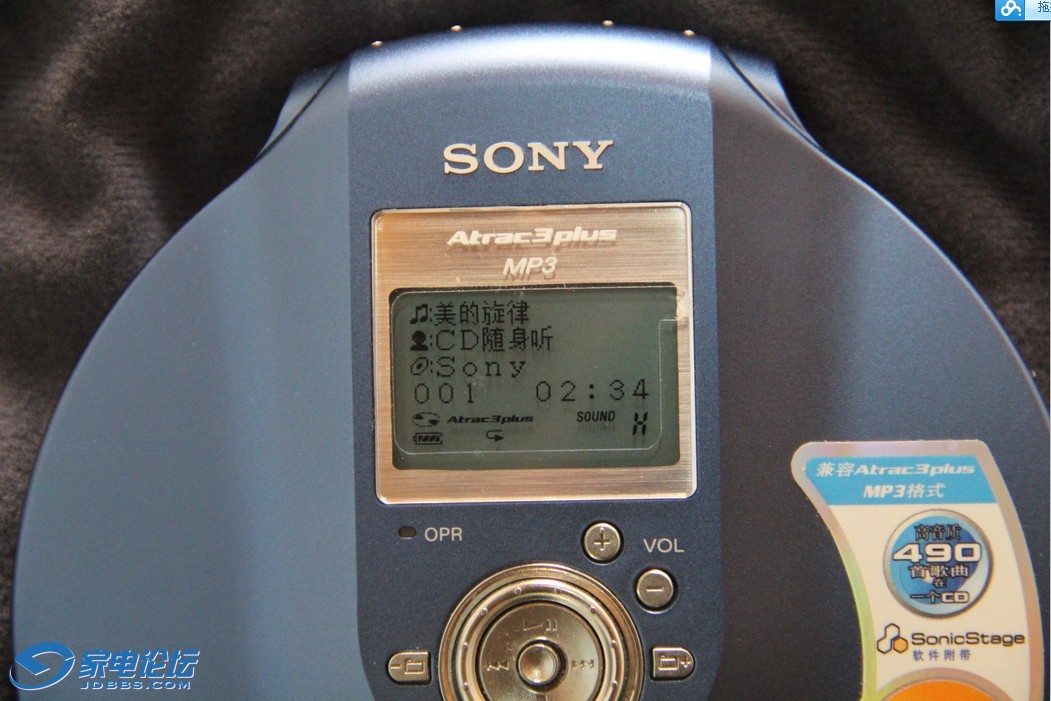 拖
SONY
Atrac3plus
MP3
美的旋律
CD随身听
Sony
001 02:34
Atrac3plus SOUND
OPR
VOL
兼容Atrac3plus
MP3格式
高音质
490
首歌曲
在
一个CD
SonicStage
软件附带
家电论坛
JDBBS.COM